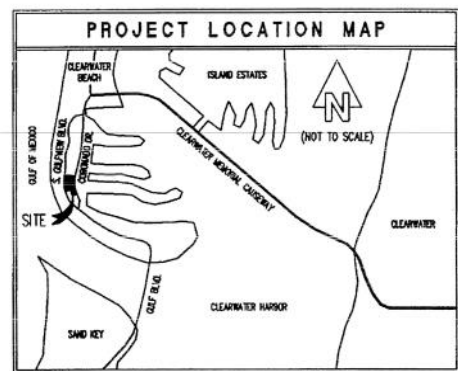 PROJECT LOCATION MAP
CLEARWATER
BEACH
ISLAND ESTATES
N
(NOT TO SCALE)
GULF OF MEXICO
S. GULFVIEW BLVD.
CORONADO DR.
CLEARWATER MEMORIAL CAUSEWAY
SITE
CLEARWATER
GULF BLVD.
CLEARWATER HARBOR
SAND KEY